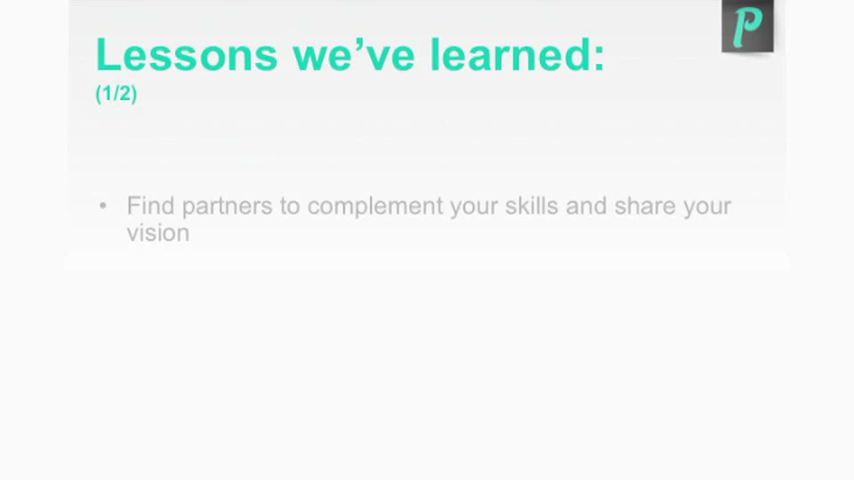 Lessons we’ve learned:
(1/2)
P
• Find partners to complement your skills and share your
vision